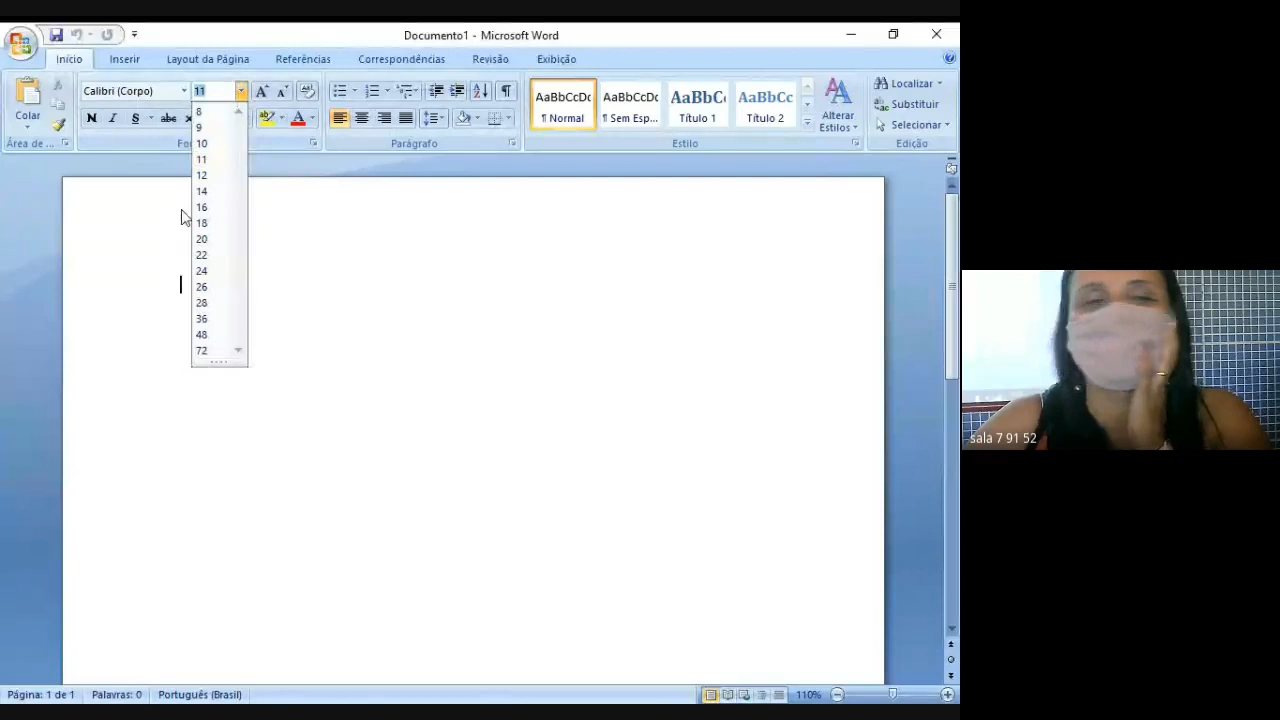 Documento1 - Microsoft Word
Início Inserir Layout da Página Referências Correspondências Revisão Exibição
Calibri (Corpo) 11
Colar
N I S abc
AaBbCcDc AaBbCcDc AaBbC AaBbCc
¶ Normal ¶ Sem Esp... Título 1 Título 2
Alterar
Estilos
Localizar
Substituir
Selecionar
Área de ... Parágrafo Estilo Edição
8
9
10
11
12
14
16
18
20
22
24
26
28
36
48
72
sala 7 91 52
Página: 1 de 1 Palavras: 0 Português (Brasil) 110%